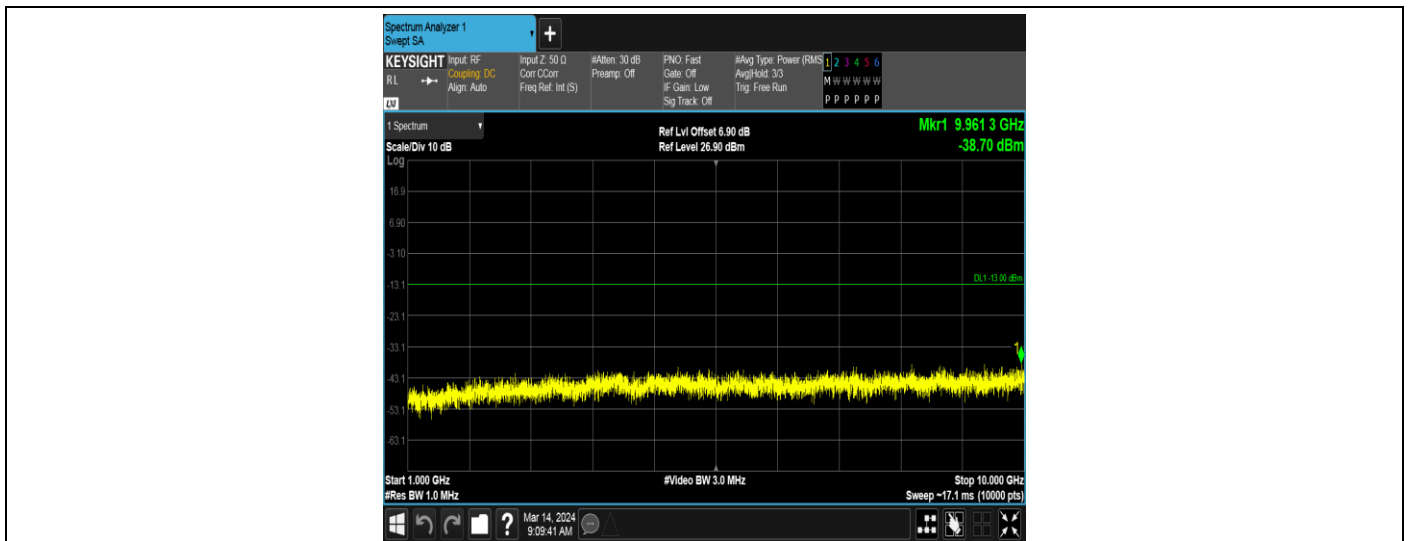 Spectrum Analyzer 1
Swept SA
+
KEYSIGHT
RL
LXI
Input: RF
Coupling: DC
Align: Auto
Input Z: 50 Ω
Corr CCorr
Freq Ref: Int (S)
#Atten: 30 dB
Preamp: Off
PNO: Fast
Gate: Off
IF Gain: Low
Sig Track: Off
#Avg Type: Power (RMS
Avg|Hold: 3/3
Trig: Free Run
1 2 3 4 5 6
M W W W W W
P P P P P P
1 Spectrum
Scale/Div 10 dB
Ref Lvl Offset 6.90 dB
Ref Level 26.90 dBm
Mkr1 9.961 3 GHz
-38.70 dBm
Log
16.9
6.90
-3.10
DL1 -13.00 dBm
-13.1
-23.1
-33.1
1
-43.1
-53.1
-63.1
Start 1.000 GHz
#Res BW 1.0 MHz
#Video BW 3.0 MHz
Stop 10.000 GHz
Sweep ~17.1 ms (10000 pts)
?
Mar 14, 2024
9:09:41 AM